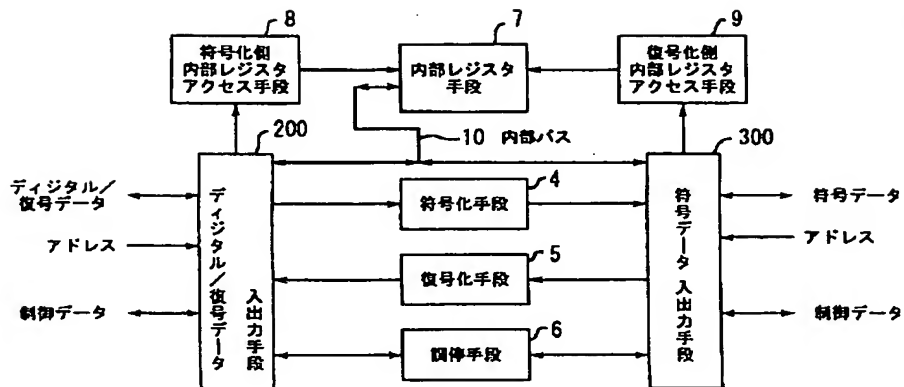 8
符号化側
内部レジスタ
アクセス手段
7
内部レジスタ
手段
9
復号化側
内部レジスタ
アクセス手段
10 内部バス
200
ディジタル/復号データ
入出力手段
300
符号データ 入出力手段
ディジタル/
復号データ
アドレス
制御データ
4
符号化手段
5
復号化手段
6
調停手段
符号データ
アドレス
制御データ